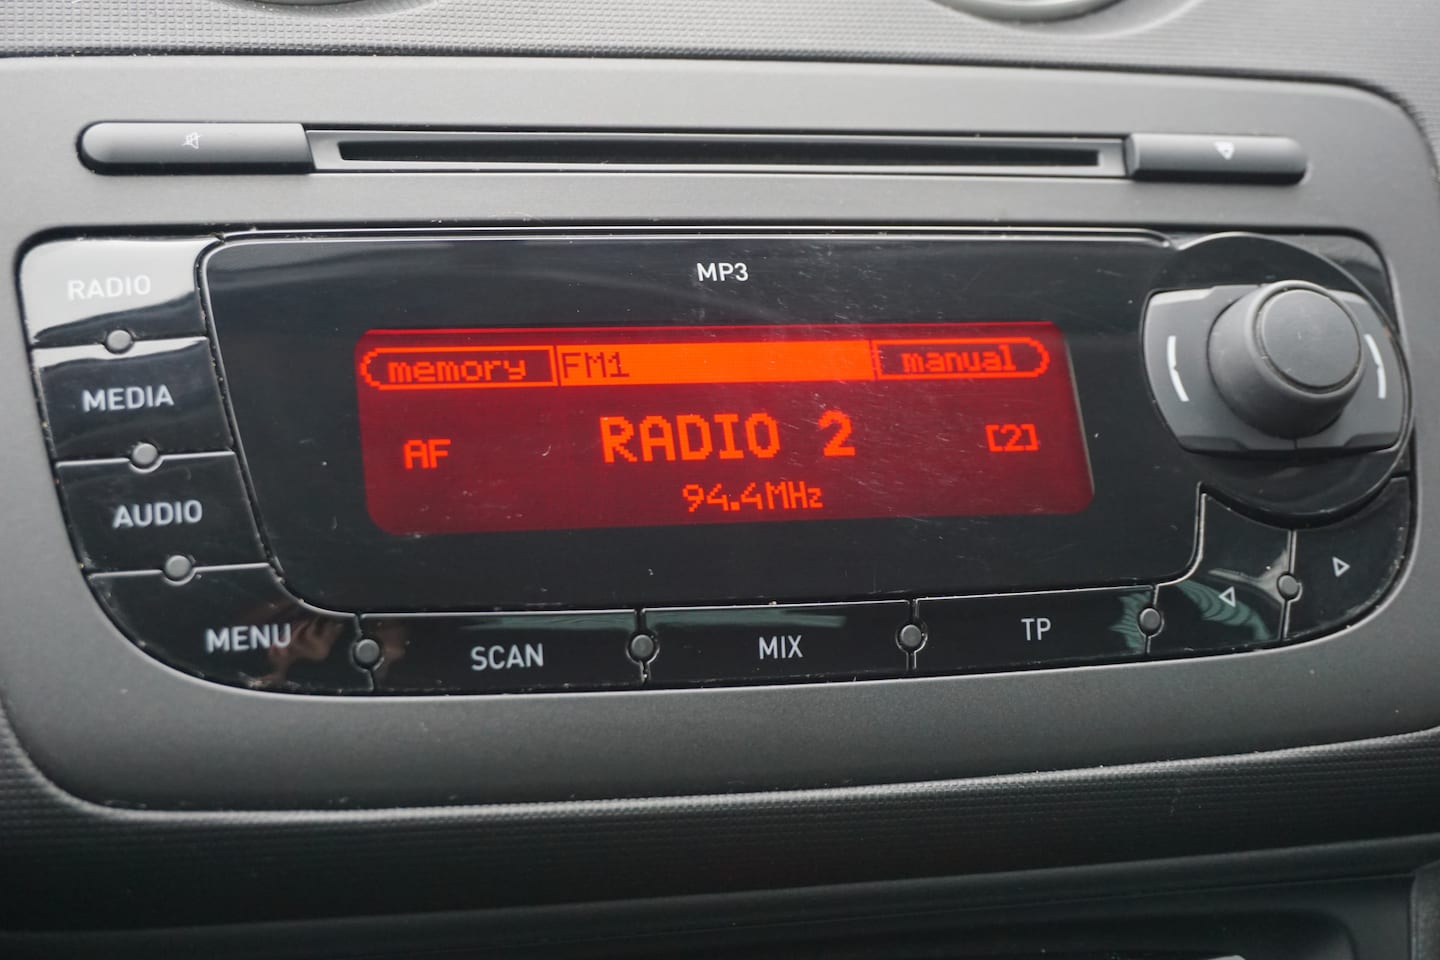 MP3
RADIO
MEDIA
AUDIO
MENU
memory FM1 manual
AF RADIO 2 [2]
94.4MHz
SCAN MIX TP